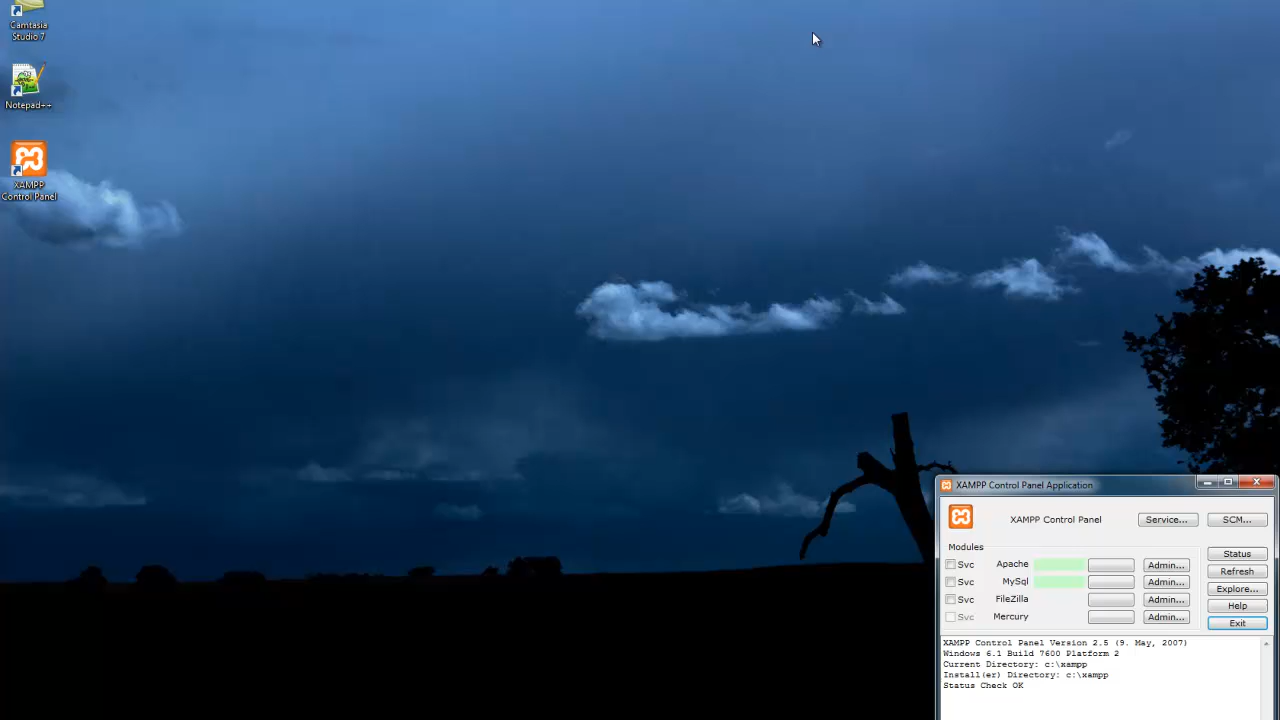 Camtasia
Studio 7
Notepad++
XAMPP
Control Panel
XAMPP Control Panel Application
XAMPP Control Panel
Service...
SCM...
Modules
Status
Svc Apache Admin...
Refresh
Svc MySql Admin...
Explore...
Svc FileZilla Admin...
Help
Svc Mercury Admin...
Exit
XAMPP Control Panel Version 2.5 (9. May, 2007)
Windows 6.1 Build 7600 Platform 2
Current Directory: c:\xampp
Install(er) Directory: c:\xampp
Status Check OK